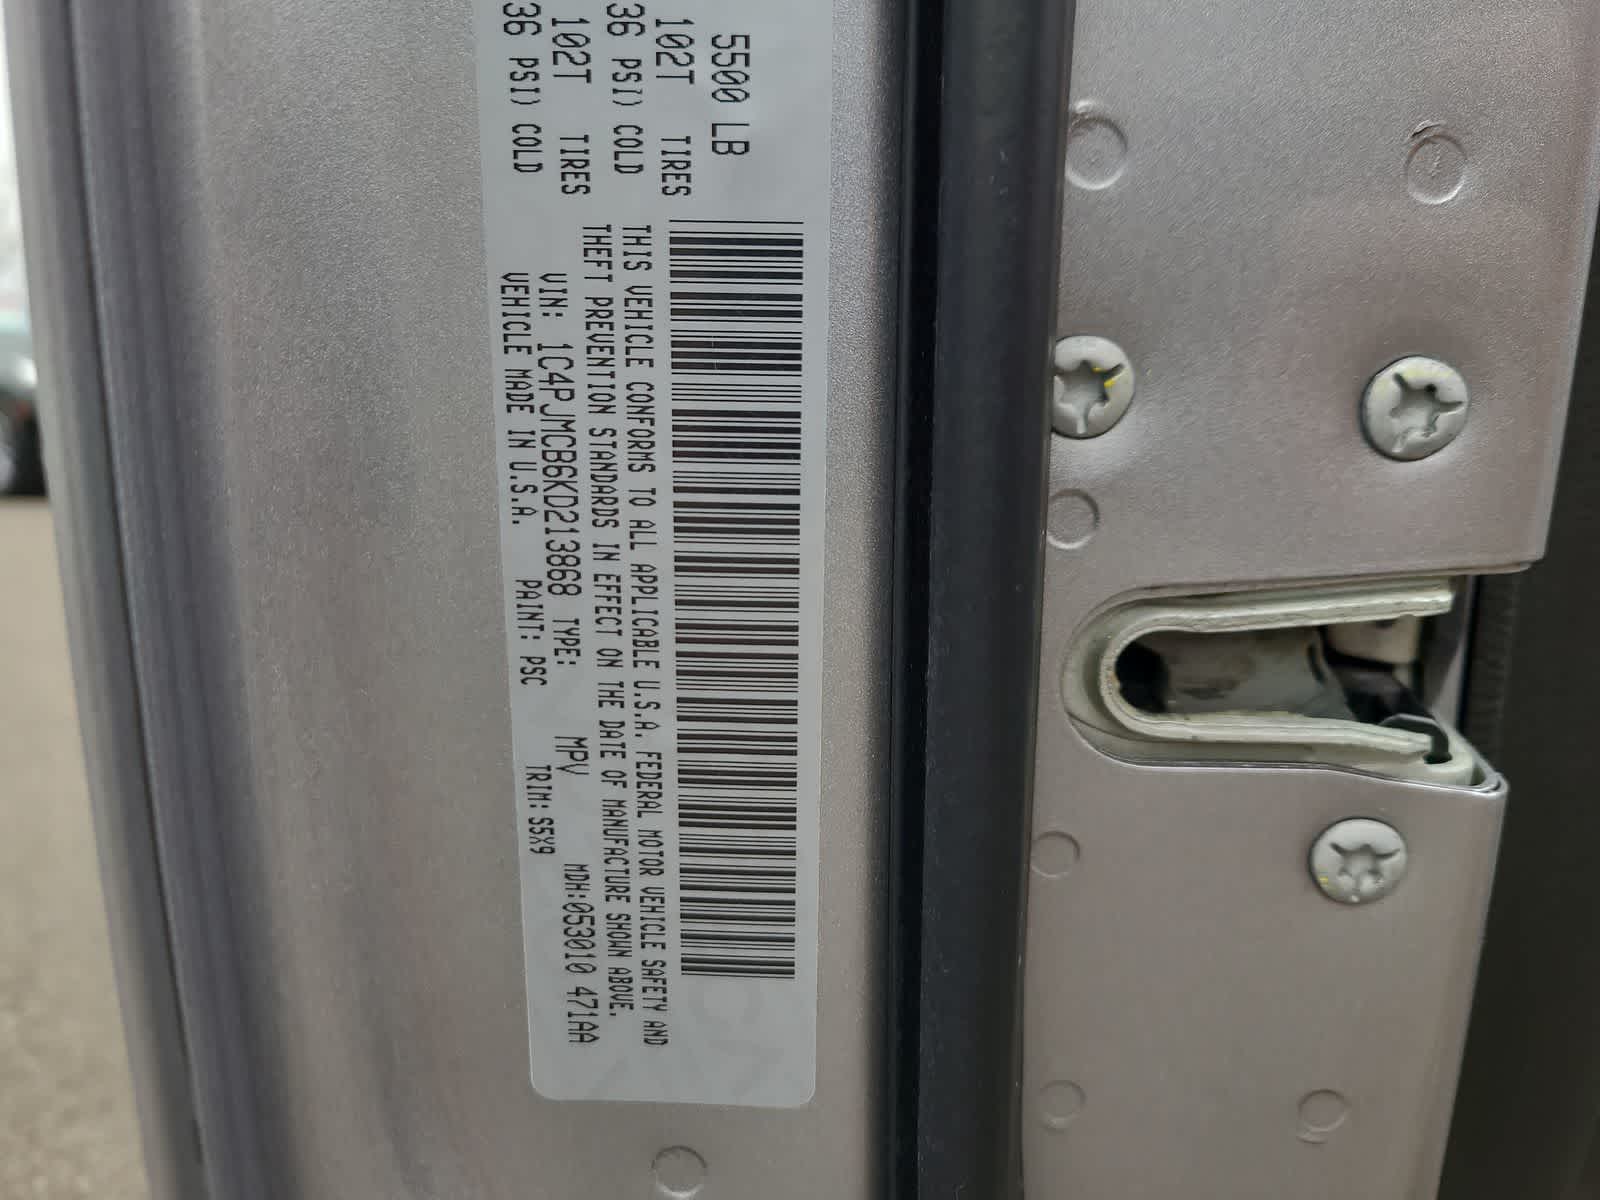 5500 LB
102T TIRES
36 PSI) COLD
102T TIRES
36 PSI) COLD
THIS VEHICLE CONFORMS TO ALL APPLICABLE U.S.A. FEDERAL MOTOR VEHICLE SAFETY AND
THEFT PREVENTION STANDARDS IN EFFECT ON THE DATE OF MANUFACTURE SHOWN ABOVE.
VIN: 1C4PJMCB6KD213868 TYPE: MPV MDH:053010 471AA
VEHICLE MADE IN U.S.A. PAINT: PSC TRIM: S5X9